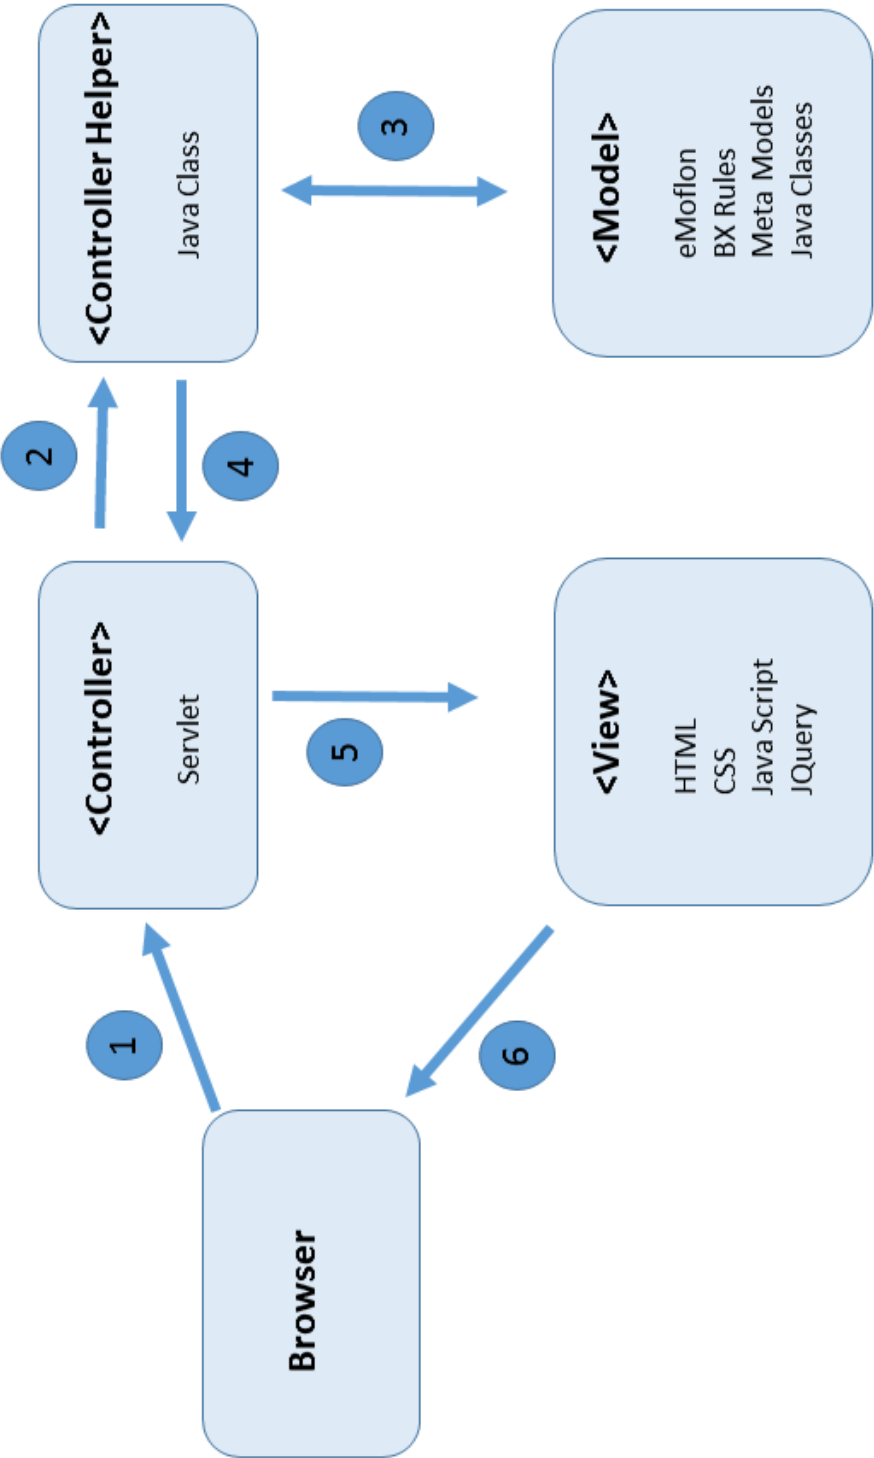 2
<Controller>
Servlet
<Controller Helper>
Java Class
1
4
3
5
Browser
6
<View>
HTML
CSS
Java Script
JQuery
<Model>
eMoflon
BX Rules
Meta Models
Java Classes